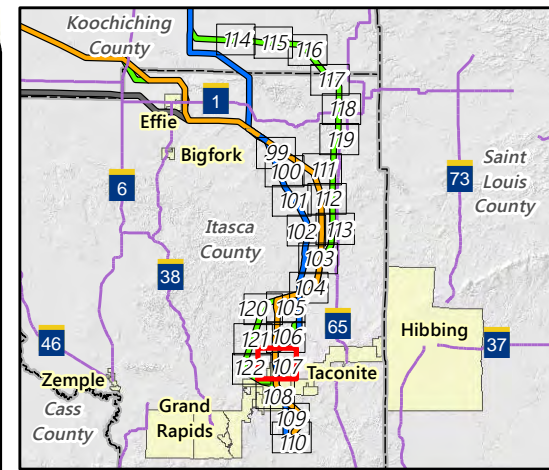 Koochiching
County
114
115
116
117
1
118
Effie
119
Bigfork
99
100
111
73
Saint
Louis
County
6
101
112
Itasca
County
102
113
103
38
104
120
105
65
Hibbing
37
46
121
106
122
107
Taconite
Zemple
Cass
County
Grand
Rapids
108
109
110